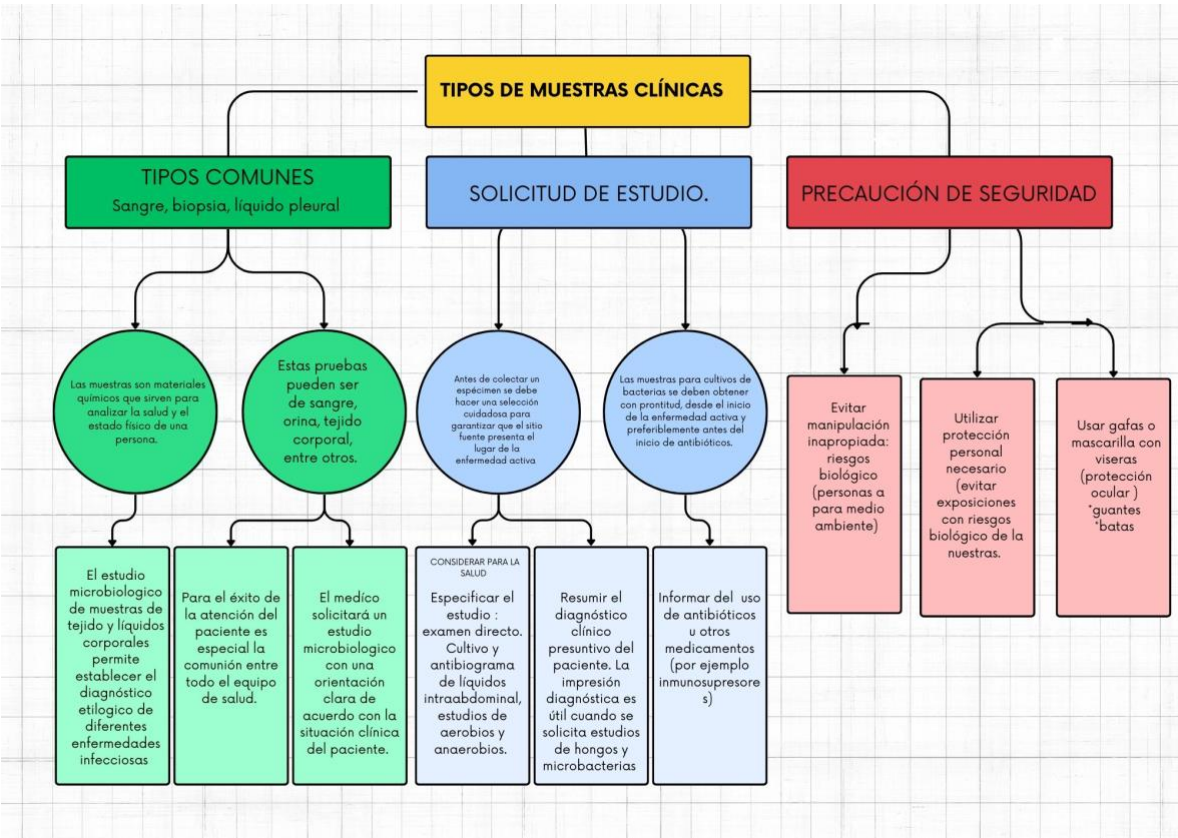 TIPOS DE MUESTRAS CLÍNICAS
TIPOS COMUNES
Sangre, biopsia, líquido pleural
SOLICITUD DE ESTUDIO.
PRECAUCIÓN DE SEGURIDAD
Las muestras son materiales
químicos que sirven para
analizar la salud y el
estado físico de una
persona.
Estas pruebas
pueden ser
de sangre,
orina, tejido
corporal,
entre otros.
Antes de colectar un
espécimen se debe
hacer una selección
cuidadosa para
garantizar que el sitio
fuente presenta el
lugar de la
enfermedad activa
Las muestras para cultivos de
bacterias se deben obtener
con prontitud, desde el inicio
de la enfermedad activa y
preferiblemente antes del
inicio de antibióticos.
Evitar
manipulación
inapropiada:
riesgos
biológico
(personas a
para medio
ambiente)
Utilizar
protección
personal
necesario
(evitar
exposiciones
con riesgos
biológico de la
nuestras.
Usar gafas o
mascarilla con
viseras
(protección
ocular )
*guantes
*batas
El estudio
microbiologico
de muestras de
tejido y líquidos
corporales
permite
establecer el
diagnóstico
etilogico de
diferentes
enfermedades
infecciosas
Para el éxito de
la atención del
paciente es
especial la
comunión entre
todo el equipo
de salud.
El medíco
solicitará un
estudio
microbiologico
con una
orientación
clara de
acuerdo con la
situación clínica
del paciente.
CONSIDERAR PARA LA
SALUD
Especificar el
estudio :
examen directo.
Cultivo y
antibiograma
de líquidos
intraabdominal,
estudios de
aerobios y
anaerobios.
Resumir el
diagnóstico
clínico
presuntivo del
paciente. La
impresión
diagnóstica es
útil cuando se
solicita estudios
de hongos y
microbacterias
Informar del uso
de antibióticos
u otros
medicamentos
(por ejemplo
inmunosupresore
s)